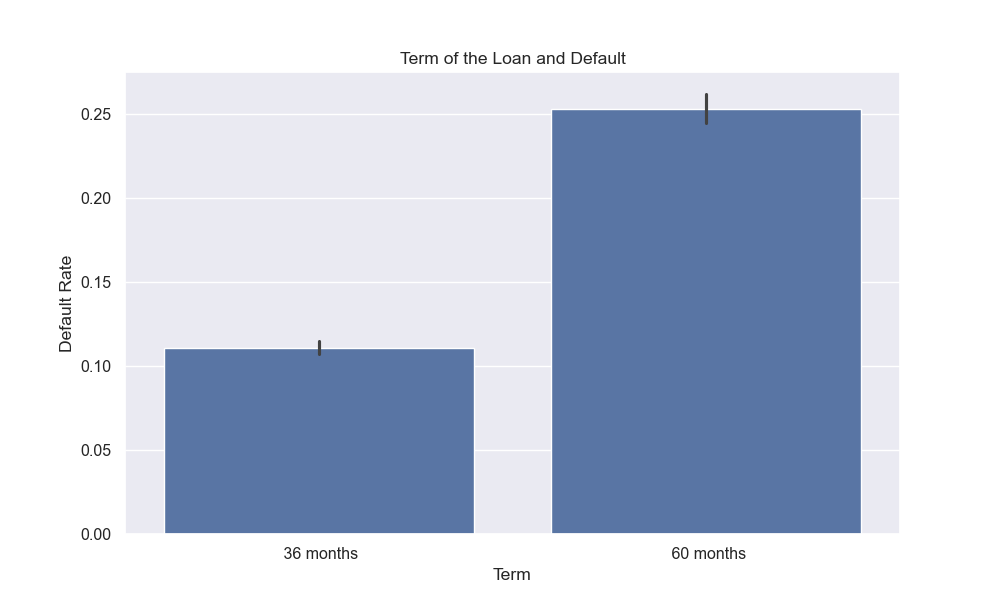 Term of the Loan and Default
0.25
0.20
0.15
0.10
0.05
0.00
Default Rate
36 months
60 months
Term